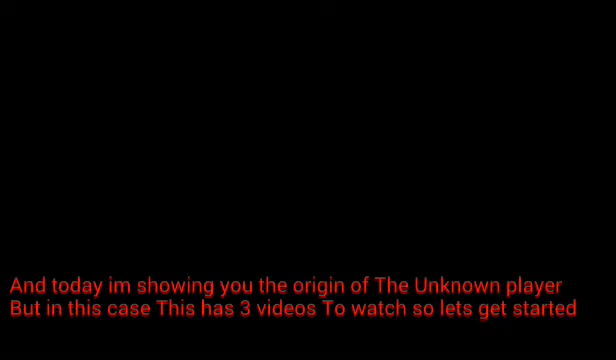 And today im showing you the origin of The Unknown player
But in this case This has 3 videos To watch so lets get started